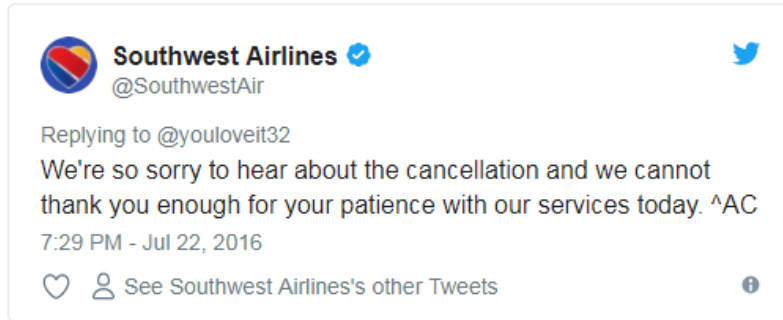 Southwest Airlines
@SouthwestAir
Replying to @youloveit32
We're so sorry to hear about the cancellation and we cannot
thank you enough for your patience with our services today. ^AC
7:29 PM - Jul 22, 2016
See Southwest Airlines's other Tweets